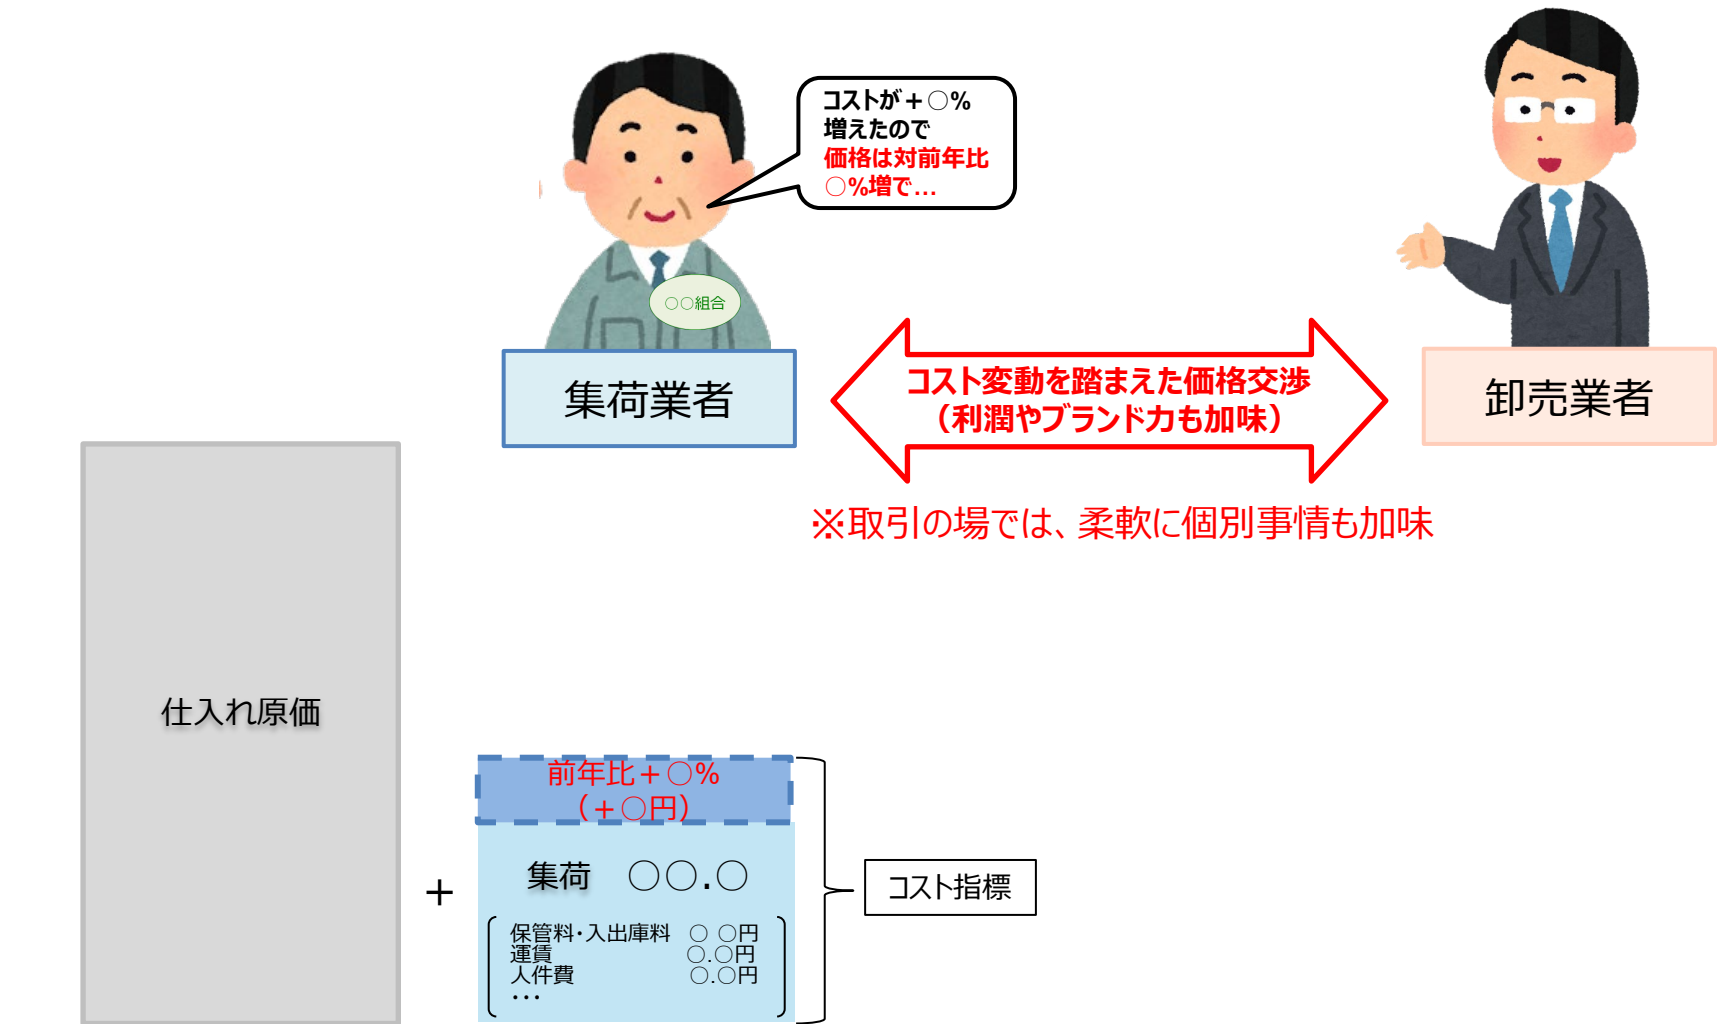 コストが+○%
増えたので
価格は対前年比
○%増で…
○○組合
集荷業者
コスト変動を踏まえた価格交渉
(利潤やブランド力も加味)
卸売業者
※取引の場では、柔軟に個別事情も加味
仕入れ原価
+
前年比+○%
(+○円)
集荷 ○○.○
保管料・入出庫料 ○ ○円
運賃 ○.○円
人件費 ○.○円
・・・
コスト指標